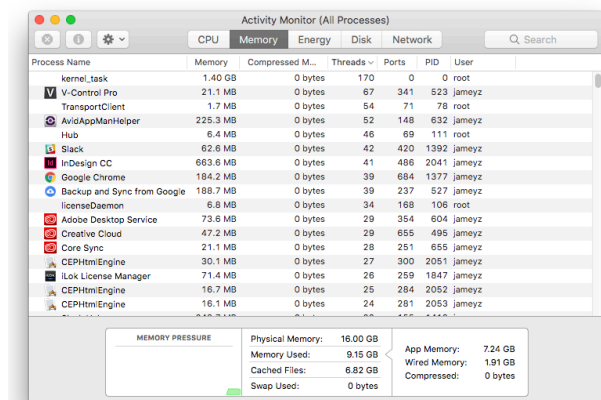 Activity Monitor (All Processes)
CPU Memory Energy Disk Network Search
Process Name Memory Compressed M... Threads Ports PID User
kernel_task 1.40 GB 0 bytes 170 0 0 root
V-Control Pro 21.1 MB 0 bytes 67 341 523 jameyz
TransportClient 1.7 MB 0 bytes 54 71 78 root
AvidAppManHelper 225.3 MB 0 bytes 52 148 632 jameyz
Hub 6.4 MB 0 bytes 46 69 111 root
Slack 62.6 MB 0 bytes 42 420 1392 jameyz
InDesign CC 663.6 MB 0 bytes 41 486 2041 jameyz
Google Chrome 184.2 MB 0 bytes 39 684 1377 jameyz
Backup and Sync from Google 188.7 MB 0 bytes 39 237 527 jameyz
licenseDaemon 6.8 MB 0 bytes 34 168 106 root
Adobe Desktop Service 73.6 MB 0 bytes 29 354 604 jameyz
Creative Cloud 47.2 MB 0 bytes 29 655 495 jameyz
Core Sync 21.1 MB 0 bytes 28 251 655 jameyz
CEPHtmlEngine 30.1 MB 0 bytes 27 300 2051 jameyz
iLok License Manager 71.4 MB 0 bytes 26 259 1847 jameyz
CEPHtmlEngine 16.7 MB 0 bytes 25 284 2052 jameyz
CEPHtmlEngine 16.1 MB 0 bytes 24 281 2053 jameyz
MEMORY PRESSURE
Physical Memory: 16.00 GB
Memory Used: 9.15 GB
Cached Files: 6.82 GB
Swap Used: 0 bytes
App Memory: 7.24 GB
Wired Memory: 1.91 GB
Compressed: 0 bytes